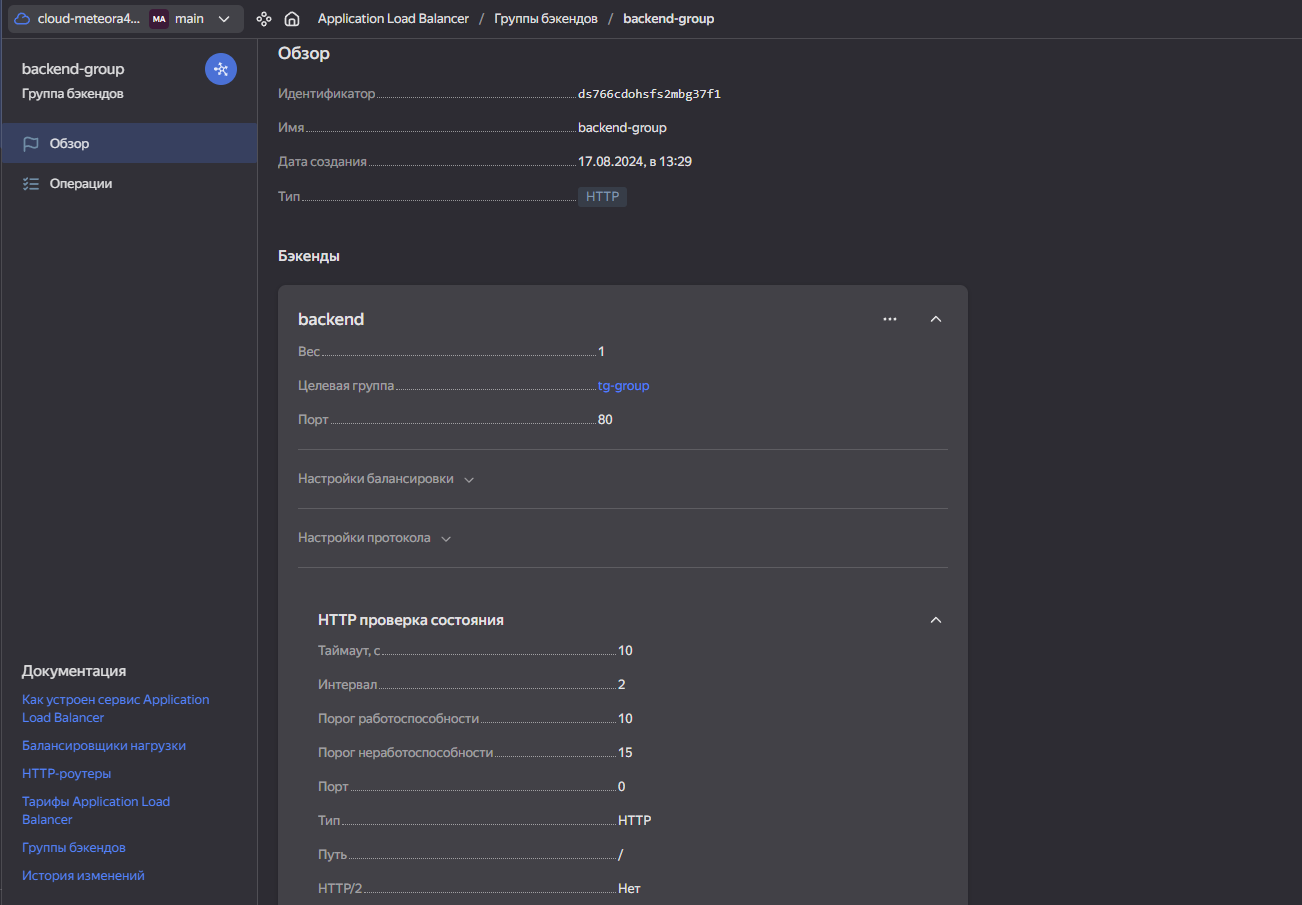 cloud-meteora4... MA main
Application Load Balancer / Группы бэкендов / backend-group
backend-group
Группа бэкендов
Обзор
Операции
Документация
Как устроен сервис Application
Load Balancer
Балансировщики нагрузки
HTTP-роутеры
Тарифы Application Load
Balancer
Группы бэкендов
История изменений
Обзор
Идентификатор ds766cdohsfs2mbg37f1
Имя backend-group
Дата создания 17.08.2024, в 13:29
Тип HTTP
Бэкенды
backend
Вес 1
Целевая группа tg-group
Порт 80
Настройки балансировки
Настройки протокола
HTTP проверка состояния
Таймаут, с 10
Интервал 2
Порог работоспособности 10
Порог неработоспособности 15
Порт 0
Тип HTTP
Путь /
HTTP/2 Нет